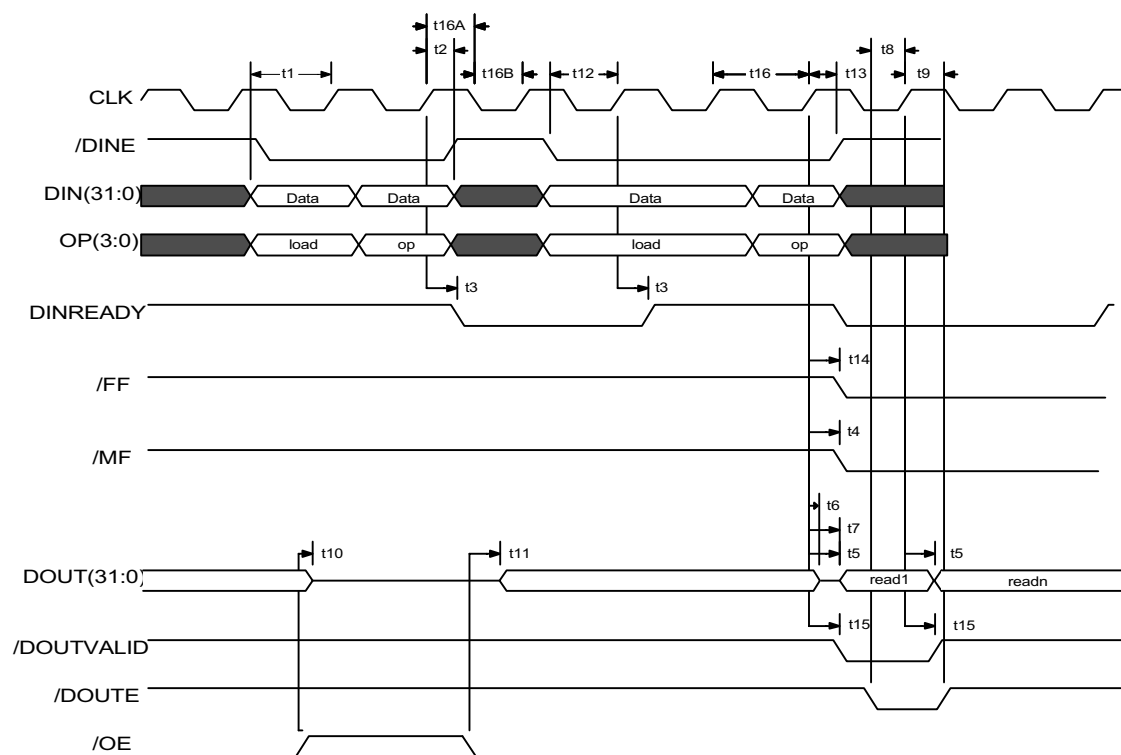 t16A
t2
t8
t1
t16B
t12
t16
t13
t9
CLK
/DINE
DIN(31:0)
Data
Data
Data
Data
OP(3:0)
load
op
load
op
t3
t3
DINREADY
t14
/FF
t4
/MF
t6
t7
t10
t11
t5
t5
DOUT(31:0)
read1
readn
t15
t15
/DOUTVALID
/DOUTE
/OE